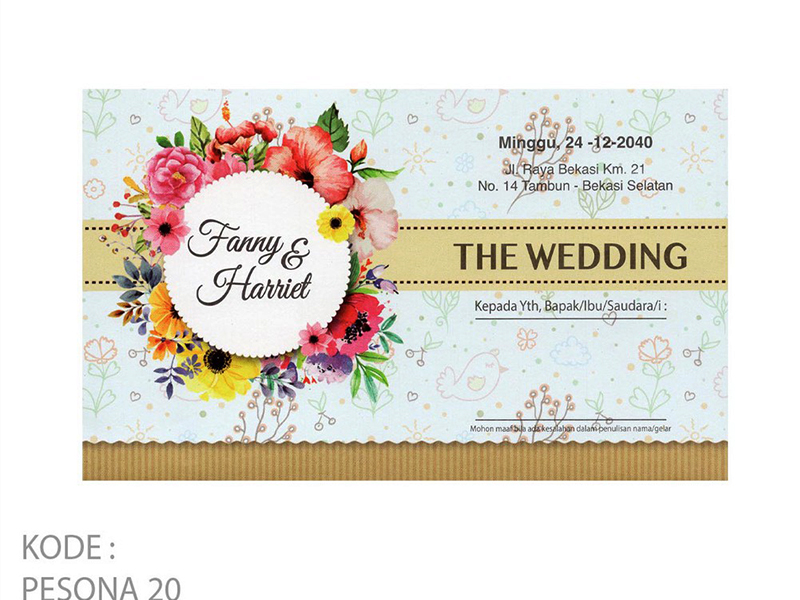 Fanny &
Harriet
Minggu, 24 -12-2040
Jl. Raya Bekasi Km. 21
No. 14 Tambun - Bekasi Selatan
THE WEDDING
Kepada Yth, Bapak/Ibu/Saudara/i :
Mohon maaf bila ada kesalahan dalam penulisan nama/gelar
KODE :
PESONA 20